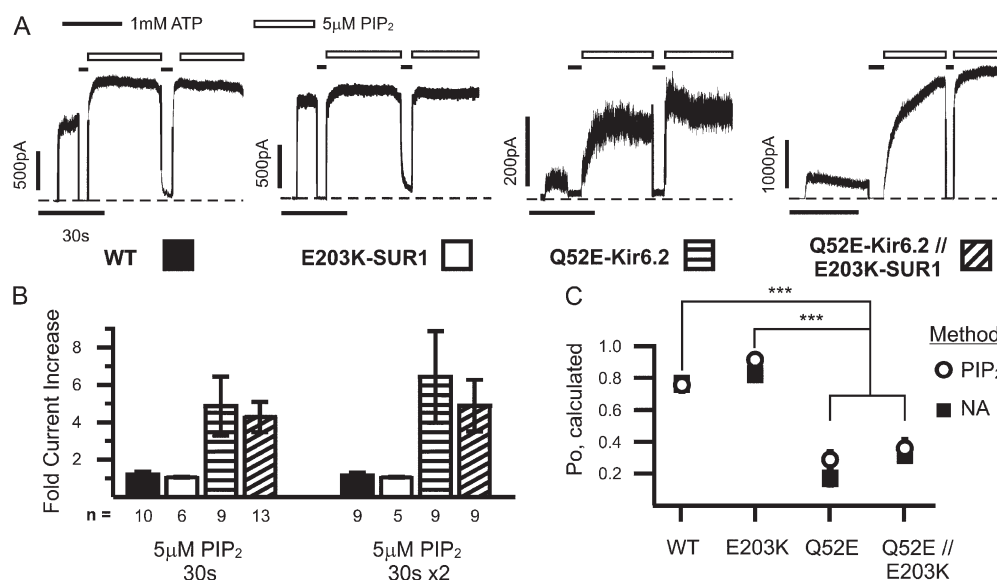 A
1mM ATP
5μM PIP₂
500pA
500pA
200pA
1000pA
30s
WT
E203K-SUR1
Q52E-Kir6.2
Q52E-Kir6.2 //
E203K-SUR1
B
Fold Current Increase
8
6
4
2
n = 10 6 9 13 9 5 9 9
5μM PIP₂
30s
5μM PIP₂
30s x2
C
***
***
Po, calculated
1.0
0.8
0.6
0.4
0.2
WT
E203K
Q52E
Q52E //
E203K
Method
PIP₂
NA